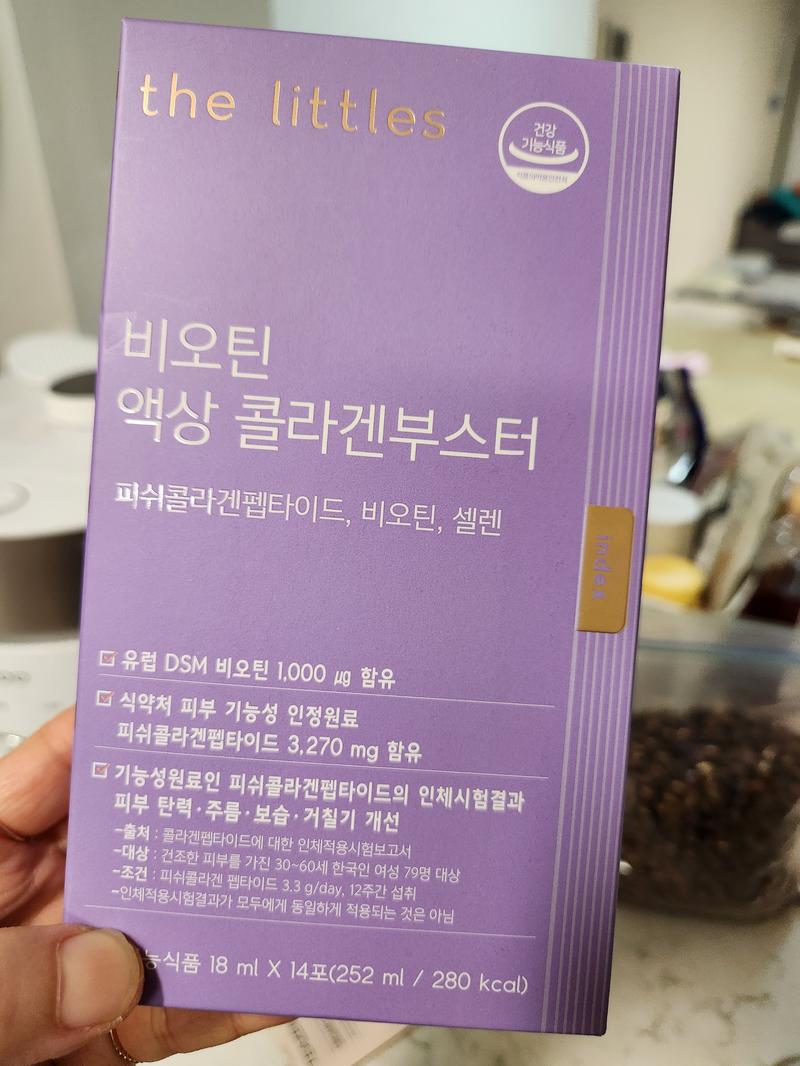 the littles
건강
기능식품
식품의약품안전처
비오틴
액상 콜라겐부스터
피쉬콜라겐펩타이드, 비오틴, 셀렌
index
유럽 DSM 비오틴 1,000 ㎍ 함유
식약처 피부 기능성 인정원료
피쉬콜라겐펩타이드 3,270 mg 함유
기능성원료인 피쉬콜라겐펩타이드의 인체시험결과
피부 탄력·주름·보습·거칠기 개선
-출처 : 콜라겐펩타이드에 대한 인체적용시험보고서
-대상 : 건조한 피부를 가진 30~60세 한국인 여성 79명 대상
-조건 : 피쉬콜라겐 펩타이드 3.3 g/day, 12주간 섭취
-인체적용시험결과가 모두에게 동일하게 적용되는 것은 아님
능식품 18 ml X 14포(252 ml / 280 kcal)